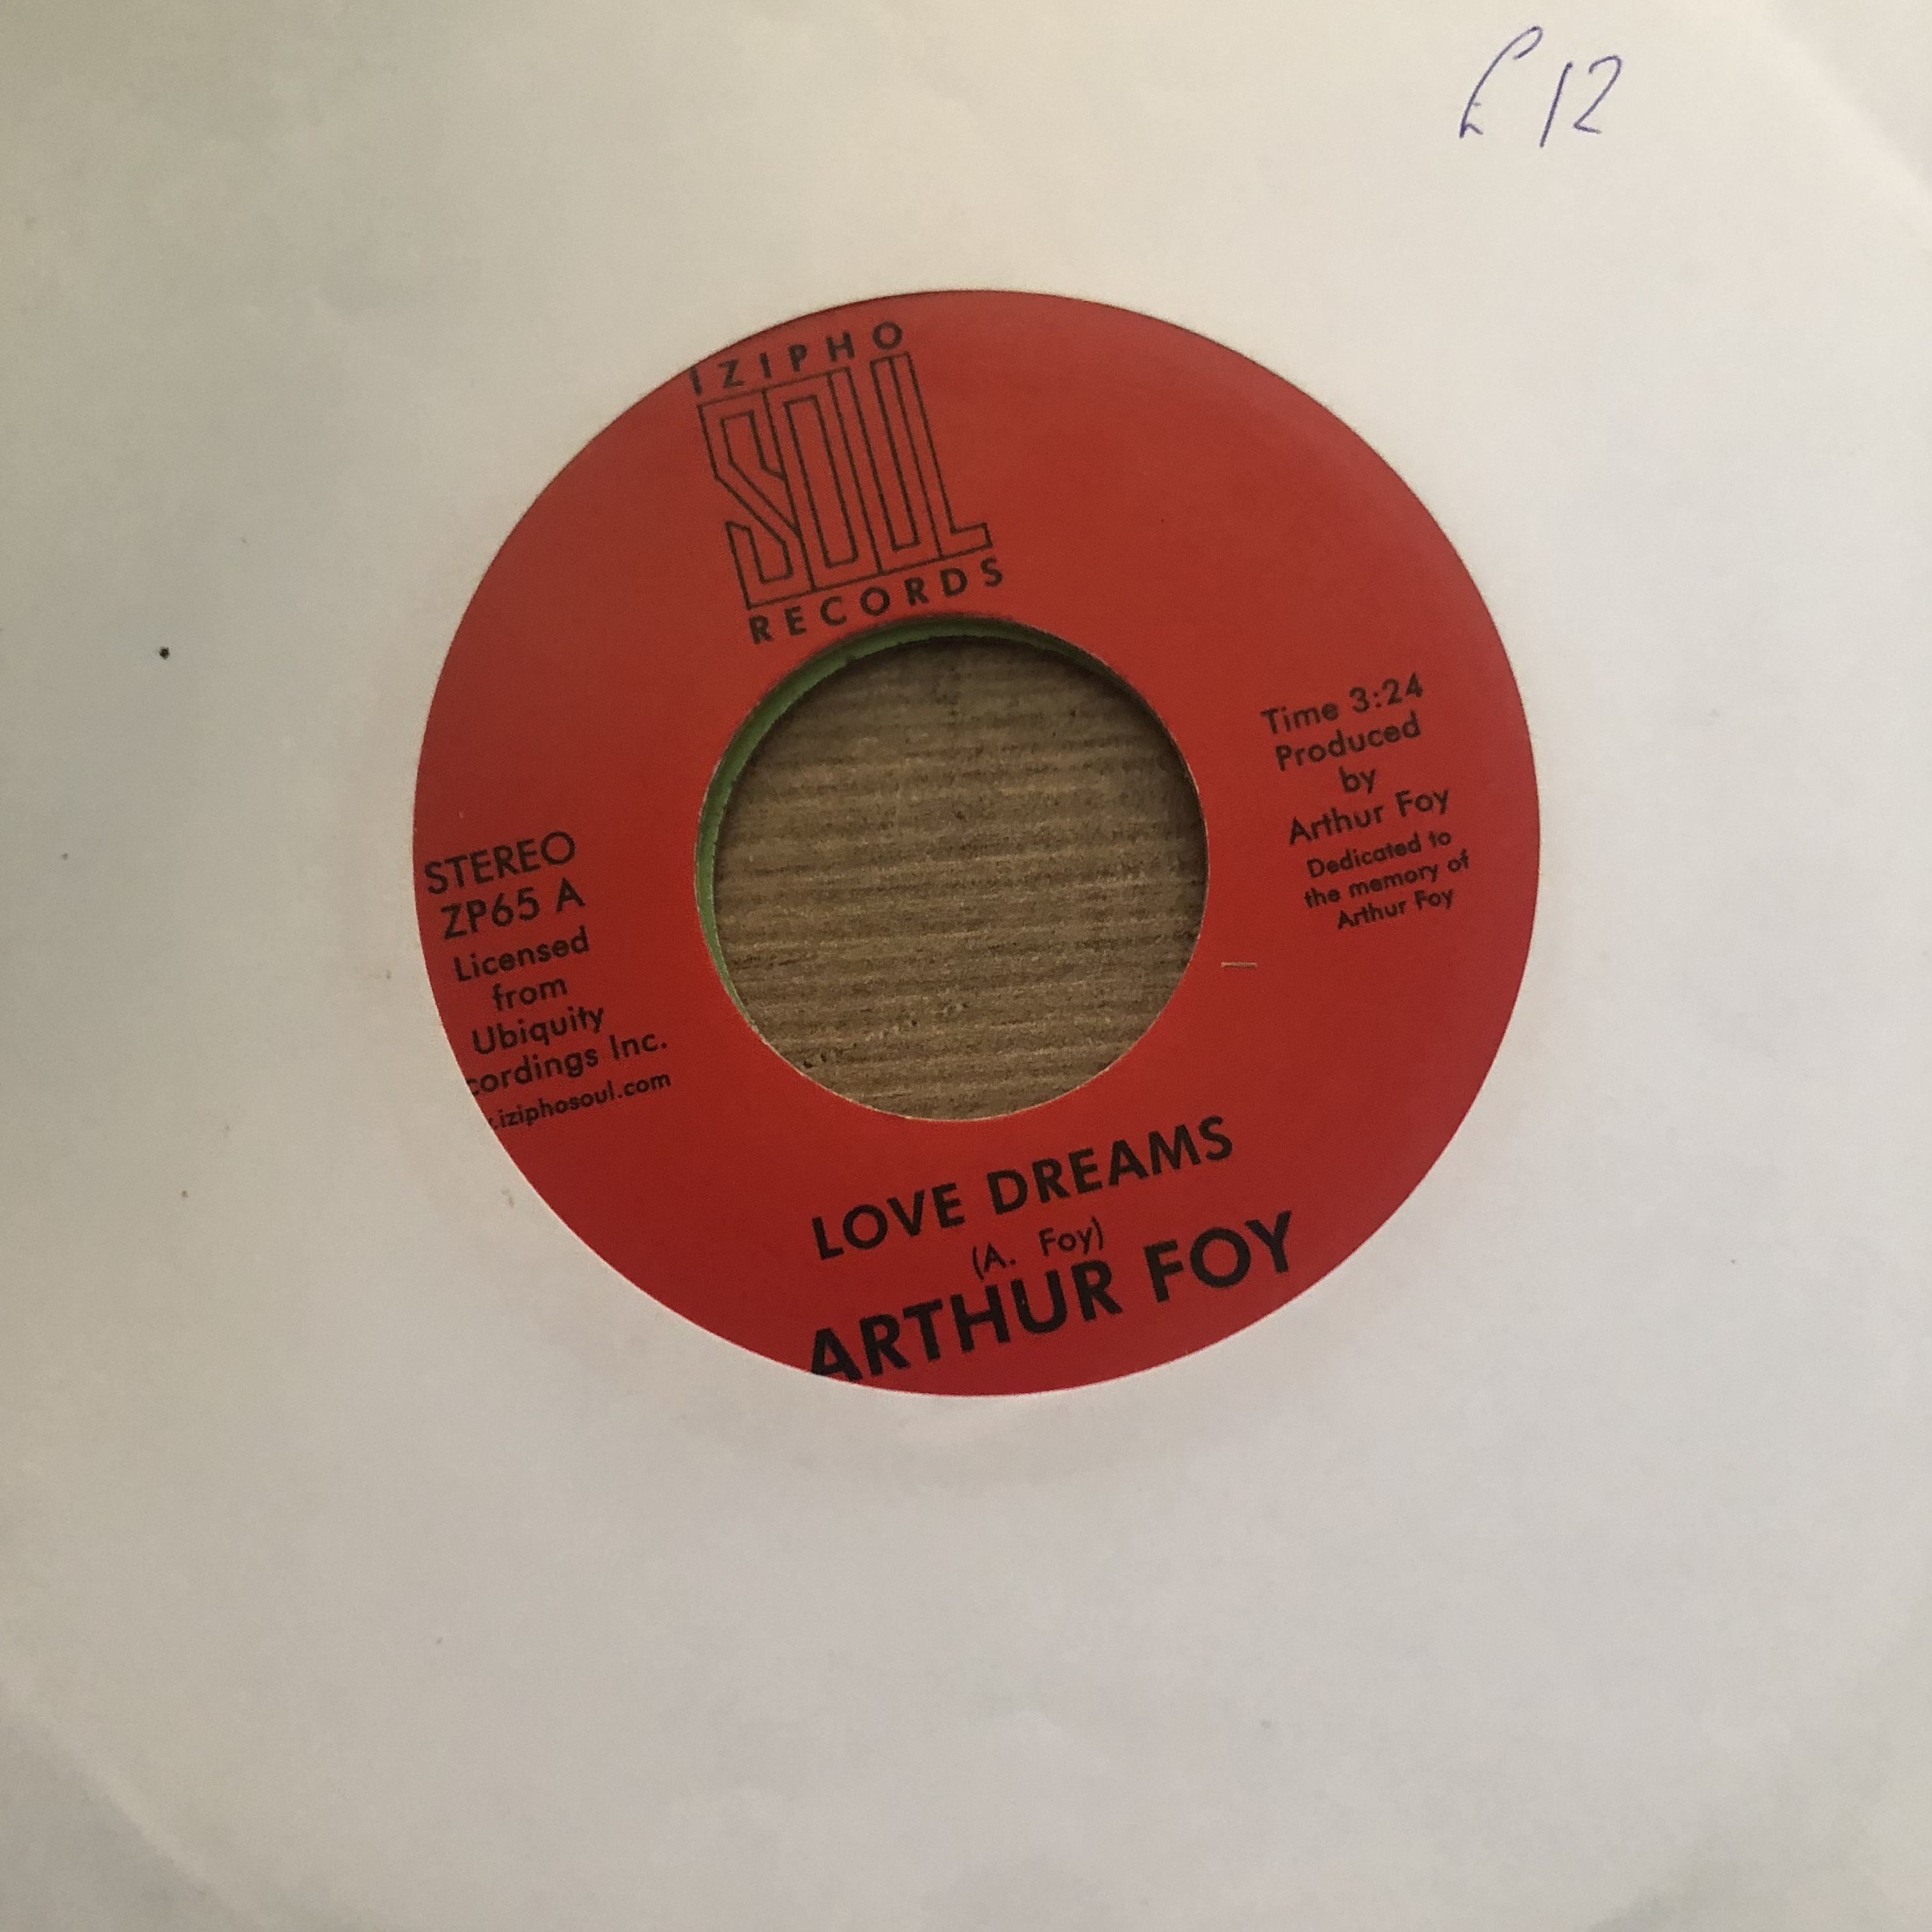 £12
IZIPHO
SOUL
RECORDS
STEREO
ZP65 A
Licensed
from
Ubiquity
cordings Inc.
.iziphosoul.com
Time 3:24
Produced
by
Arthur Foy
Dedicated to
the memory of
Arthur Foy
LOVE DREAMS
(A. Foy)
ARTHUR FOY